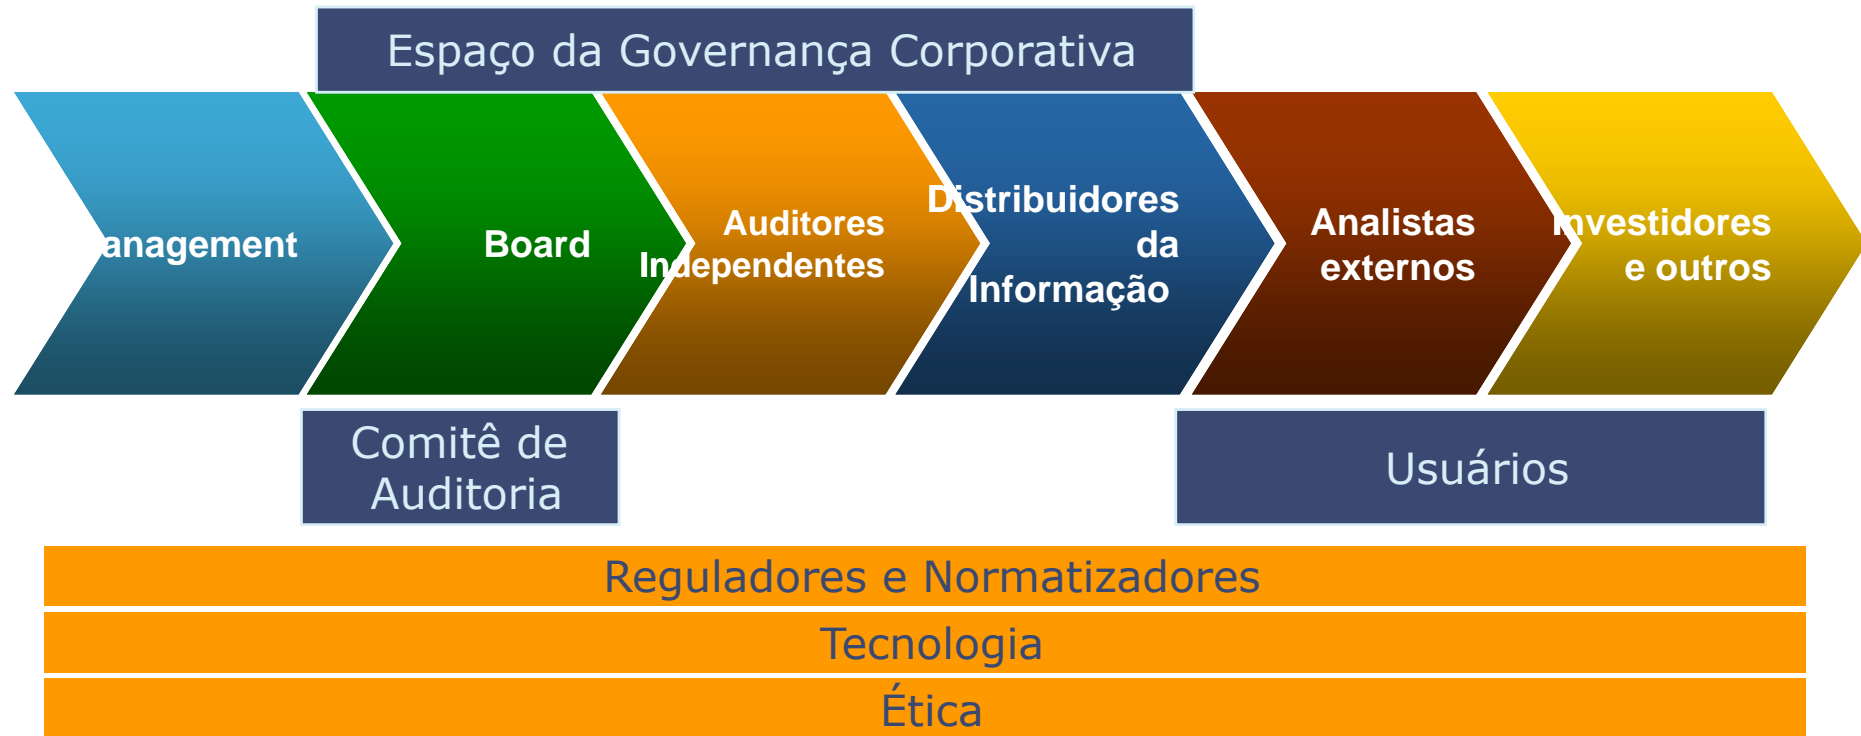 Espaço da Governança Corporativa
anagement
Board
Auditores
Independentes
Distribuidores
da
Informação
Analistas
externos
Investidores
e outros
Comitê de
Auditoria
Usuários
Reguladores e Normatizadores
Tecnologia
Ética